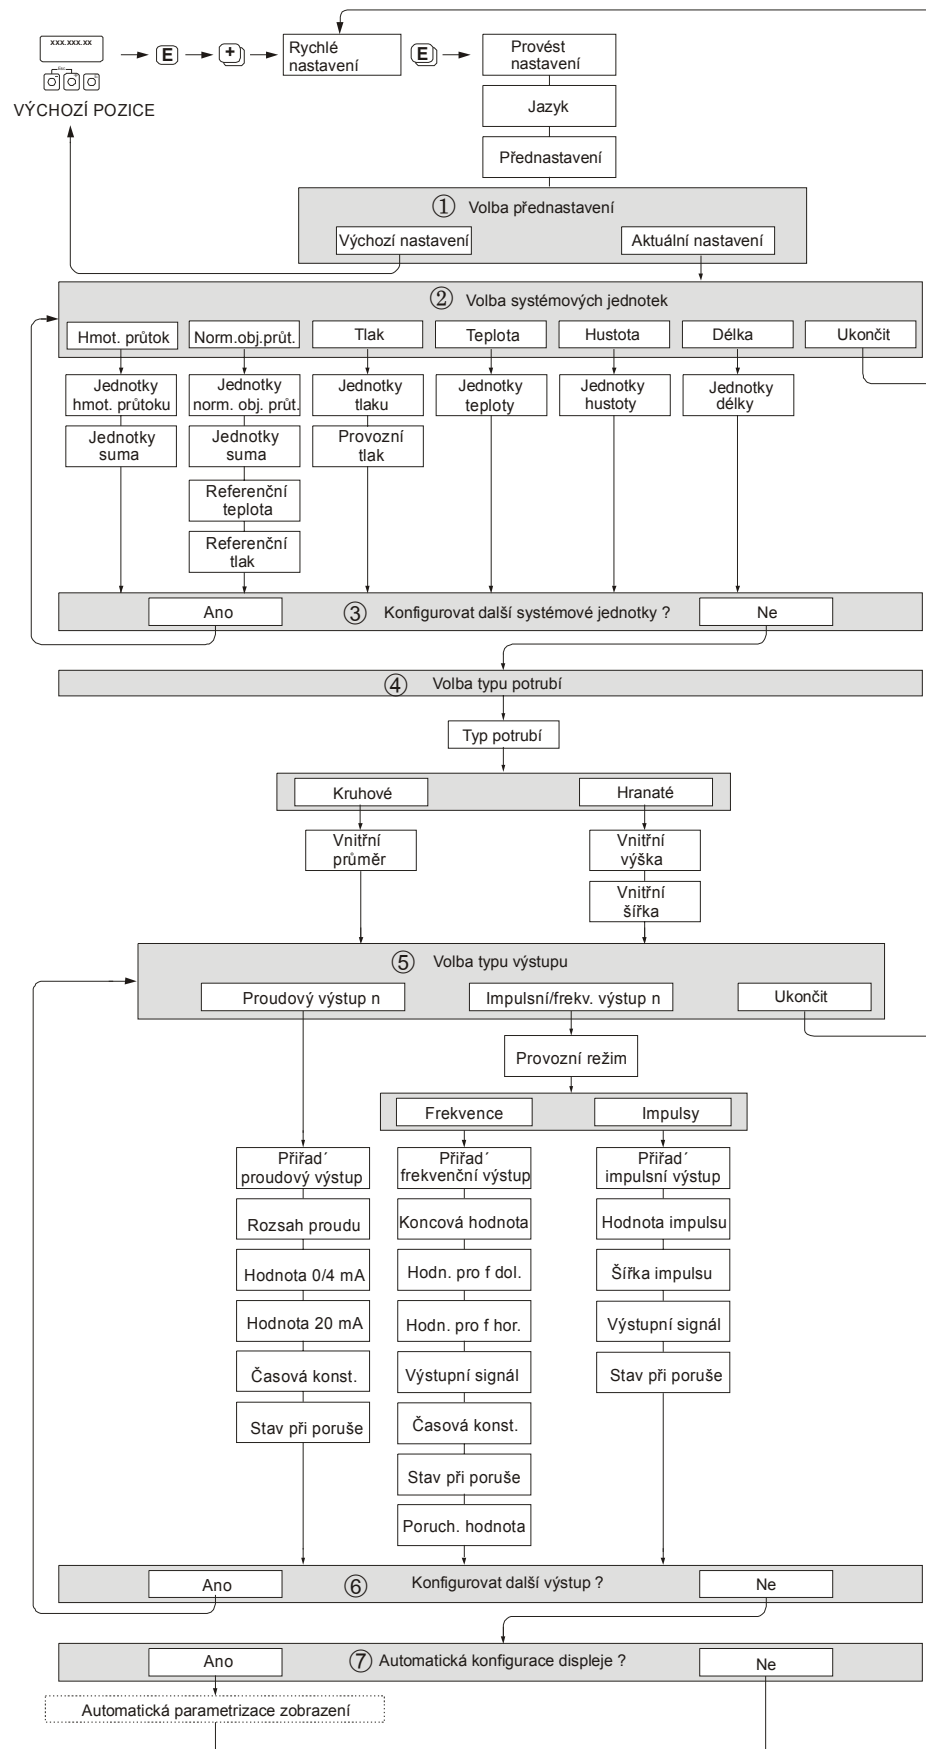 xxx.xxx.xx
Esc
E
+
Rychlé
nastavení
E
Provést
nastavení
VÝCHOZÍ POZICE
Jazyk
Přednastavení
① Volba přednastavení
Výchozí nastavení
Aktuální nastavení
② Volba systémových jednotek
Hmot. průtok
Norm.obj.průt.
Tlak
Teplota
Hustota
Délka
Ukončit
Jednotky
hmot. průtoku
Jednotky
norm. obj. průt.
Jednotky
tlaku
Jednotky
teploty
Jednotky
hustoty
Jednotky
délky
Jednotky
suma
Jednotky
suma
Provozní
tlak
Referenční
teplota
Referenční
tlak
Ano
③ Konfigurovat další systémové jednotky ?
Ne
④ Volba typu potrubí
Typ potrubí
Kruhové
Hranaté
Vnitřní
průměr
Vnitřní
výška
Vnitřní
šířka
⑤ Volba typu výstupu
Proudový výstup n
Impulsní/frekv. výstup n
Ukončit
Provozní režim
Frekvence
Impulsy
Přiřad´
proudový výstup
Přiřad´
frekvenční výstup
Přiřad´
impulsní výstup
Rozsah proudu
Koncová hodnota
Hodnota impulsu
Hodnota 0/4 mA
Hodn. pro f dol.
Šířka impulsu
Hodnota 20 mA
Hodn. pro f hor.
Výstupní signál
Časová konst.
Výstupní signál
Stav při poruše
Stav při poruše
Časová konst.
Stav při poruše
Poruch. hodnota
Ano
⑥ Konfigurovat další výstup ?
Ne
Ano
⑦ Automatická konfigurace displeje ?
Ne
Automatická parametrizace zobrazení